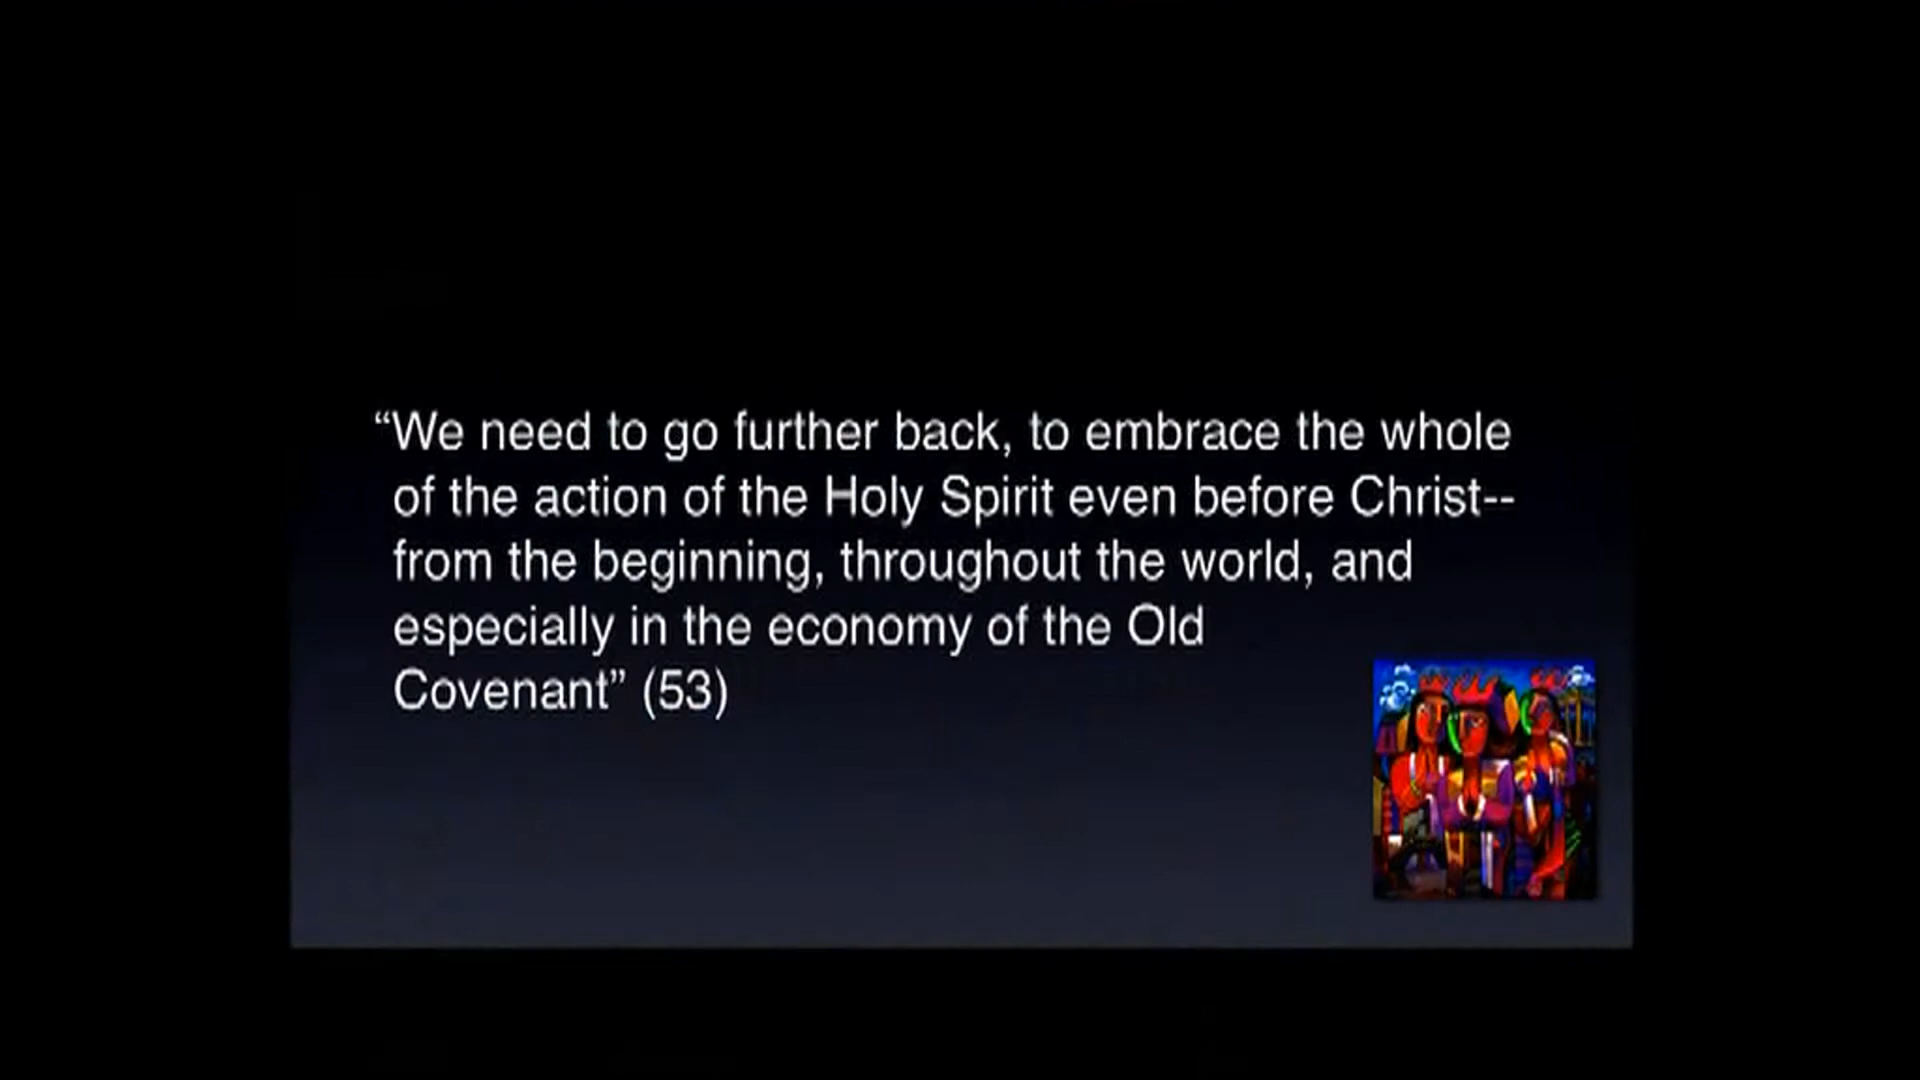 “We need to go further back, to embrace the whole
of the action of the Holy Spirit even before Christ--
from the beginning, throughout the world, and
especially in the economy of the Old
Covenant” (53)